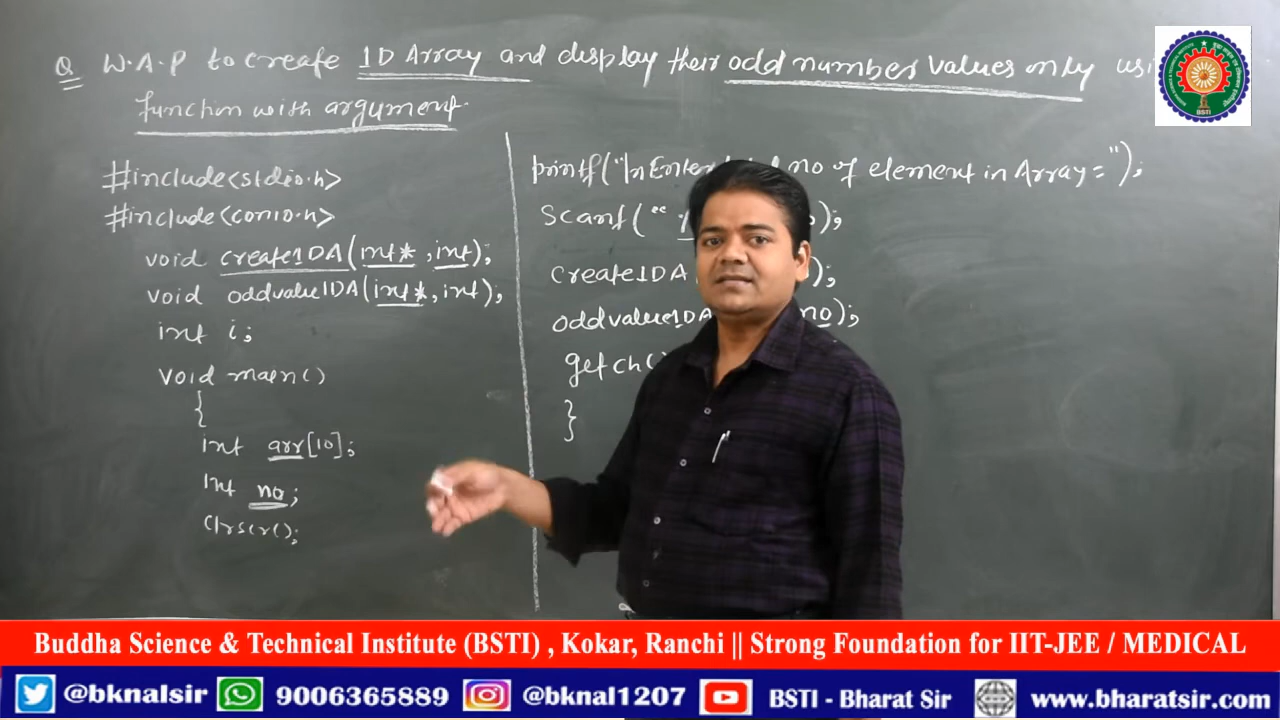 Q W.A.P to create 1D Array and display their odd number values only
function with argument.
#include<stdio.h>
#include<conio.h>
void create1DA(int*, int);
void oddvalue1DA(int*, int);
int i;
void main()
{
int arr[10];
int no;
clrscr();
printf("\nEnter no of element in Array=");
scanf("
create1DA
oddvalue1DA no);
getch(
}
BSTI
Buddha Science & Technical Institute (BSTI) , Kokar, Ranchi || Strong Foundation for IIT-JEE / MEDICAL
@bknalsir 9006365889 @bknal1207 BSTI - Bharat Sir www.bharatsir.com